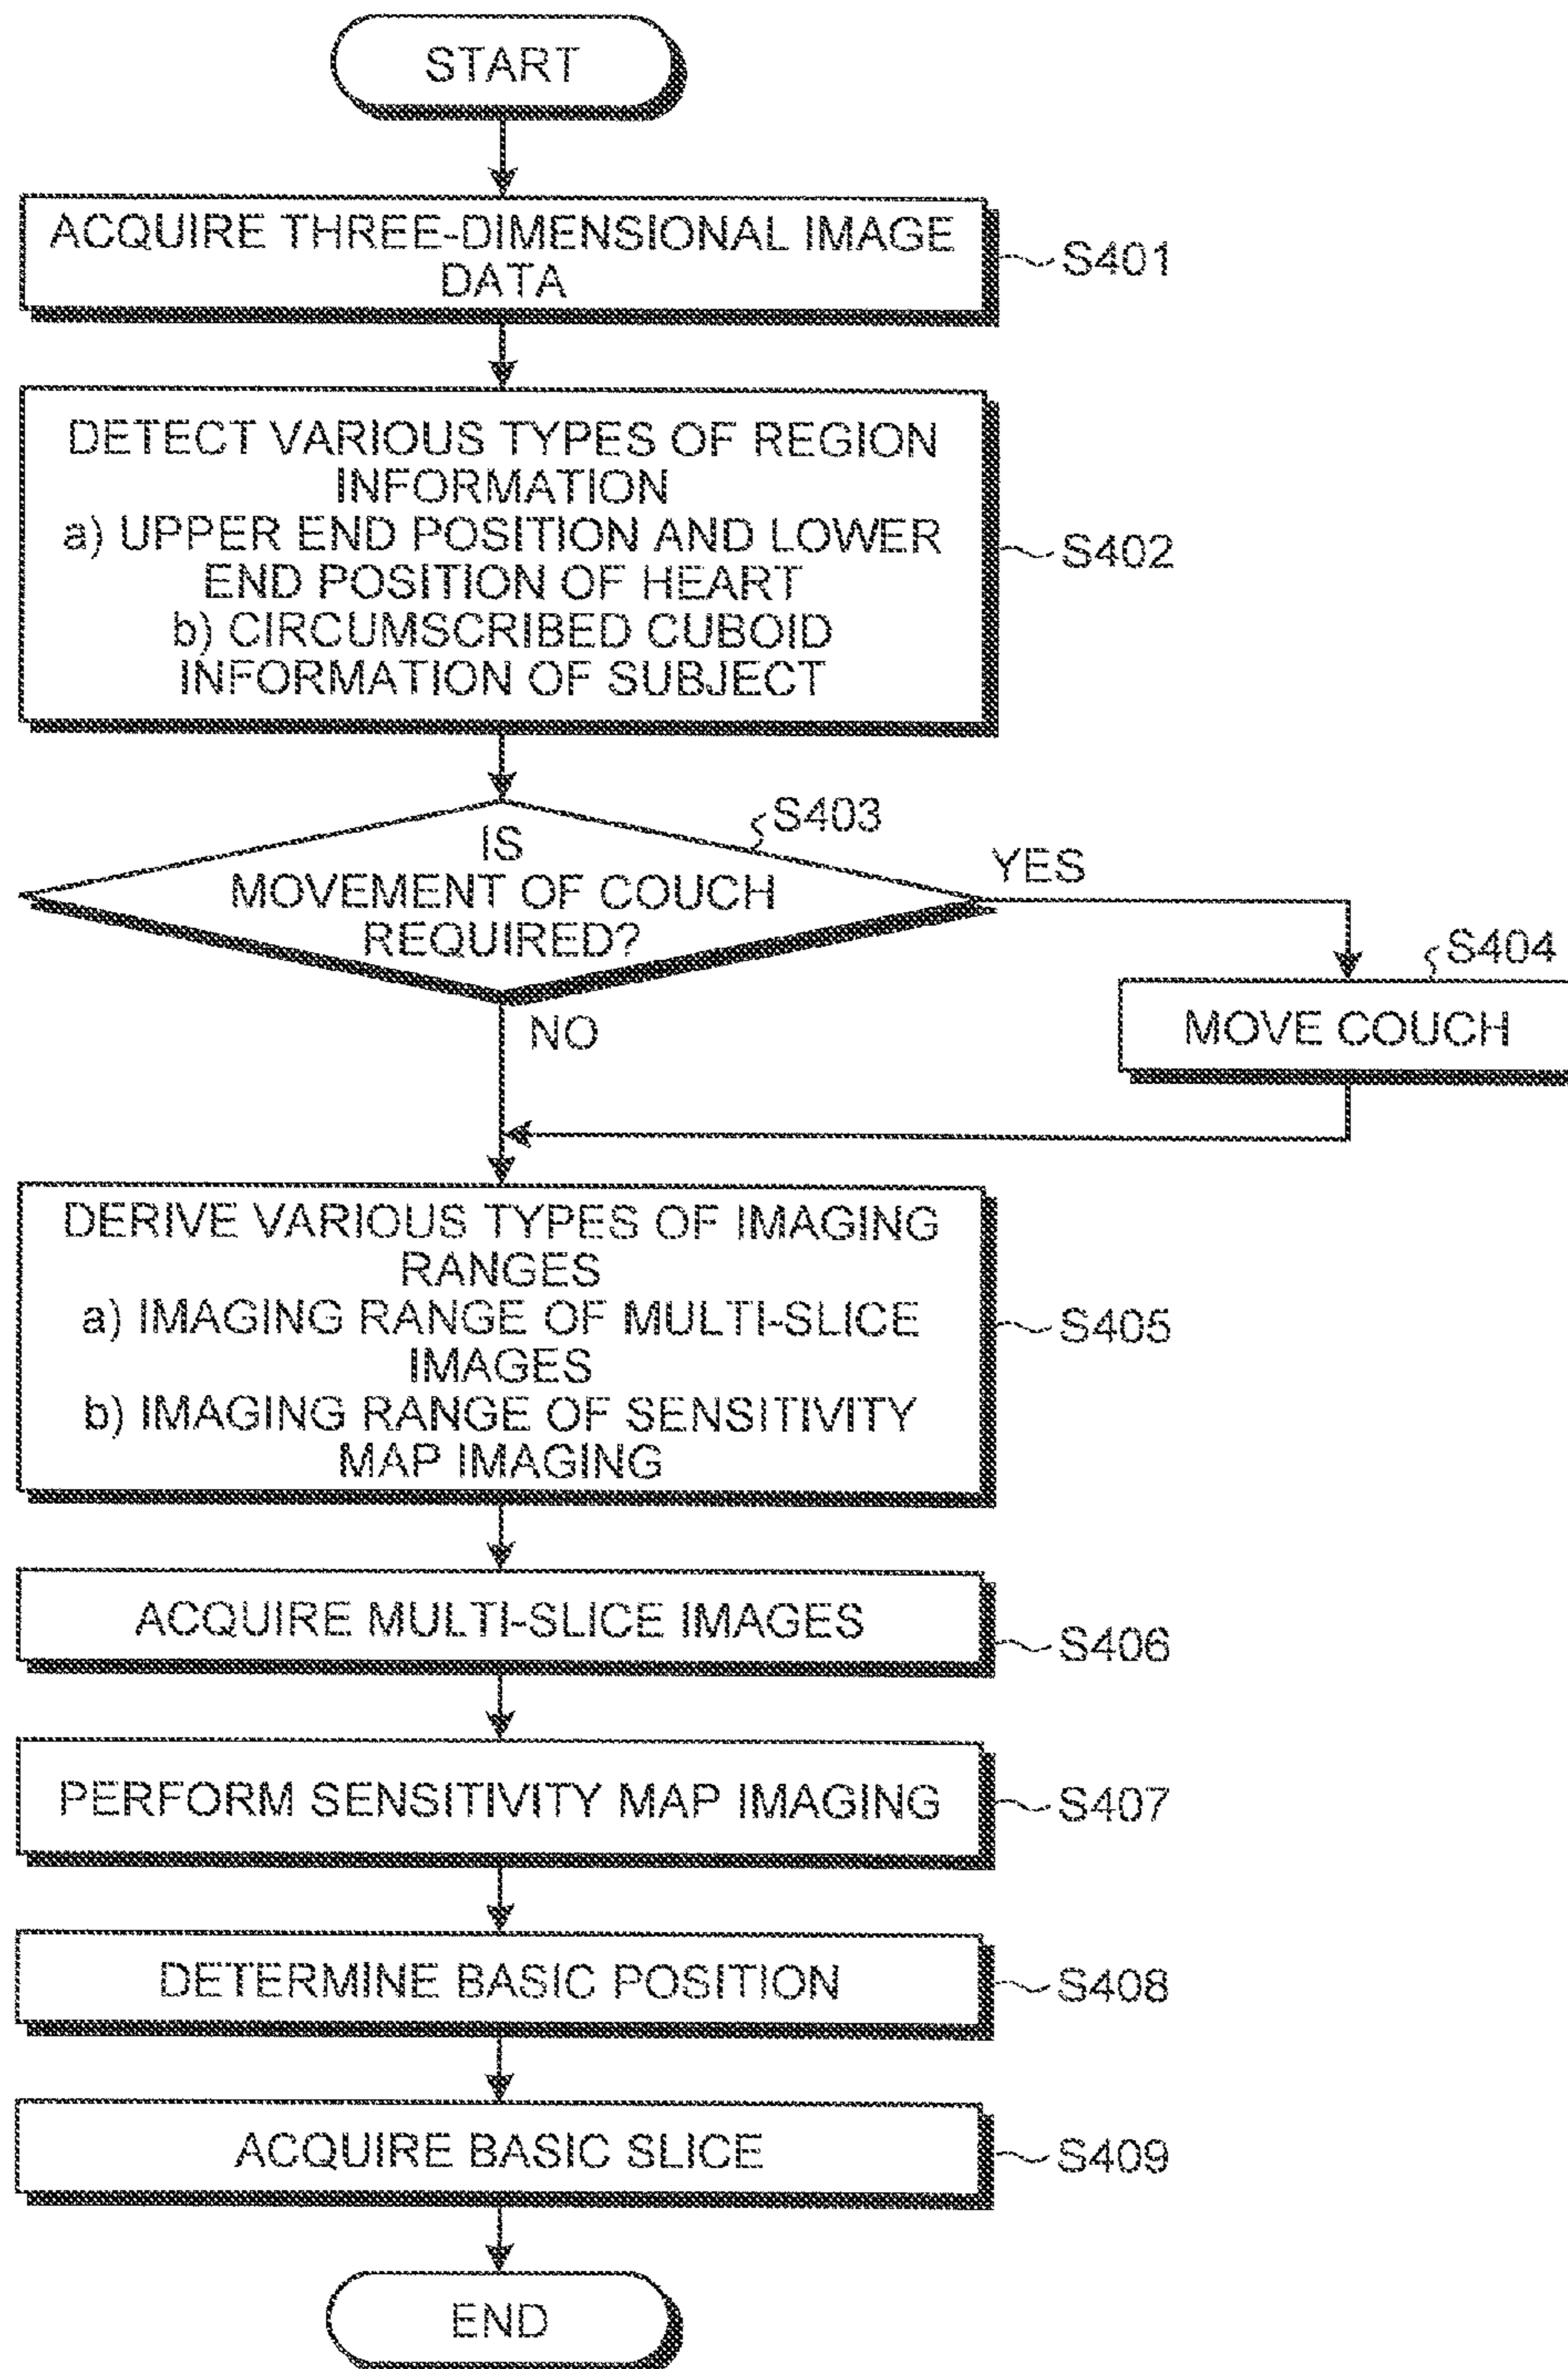 START
ACQUIRE THREE-DIMENSIONAL IMAGE
DATA
S401
DETECT VARIOUS TYPES OF REGION
INFORMATION
a) UPPER END POSITION AND LOWER
END POSITION OF HEART
b) CIRCUMSCRIBED CUBOID
INFORMATION OF SUBJECT
S402
S403
IS
MOVEMENT OF COUCH
REQUIRED?
YES
NO
S404
MOVE COUCH
DERIVE VARIOUS TYPES OF IMAGING
RANGES
a) IMAGING RANGE OF MULTI-SLICE
IMAGES
b) IMAGING RANGE OF SENSITIVITY
MAP IMAGING
S405
ACQUIRE MULTI-SLICE IMAGES
S406
PERFORM SENSITIVITY MAP IMAGING
S407
DETERMINE BASIC POSITION
S408
ACQUIRE BASIC SLICE
S409
END